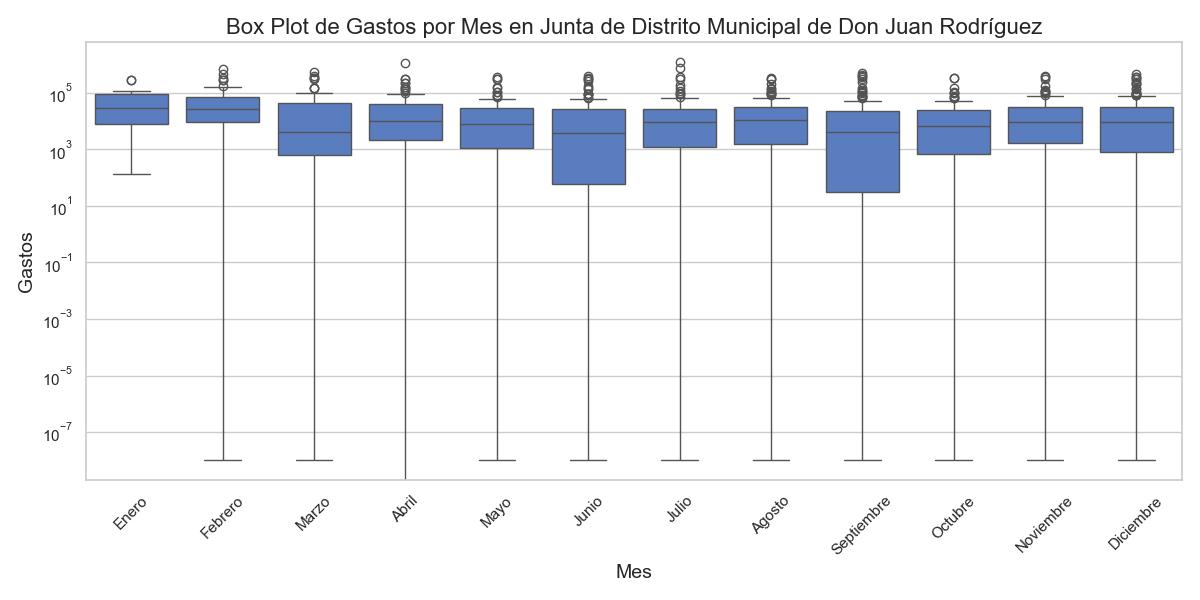 Box Plot de Gastos por Mes en Junta de Distrito Municipal de Don Juan Rodríguez
Gastos
10^5
10^3
10^1
10^−1
10^−3
10^−5
10^−7
Enero
Febrero
Marzo
Abril
Mayo
Junio
Julio
Agosto
Septiembre
Octubre
Noviembre
Diciembre
Mes